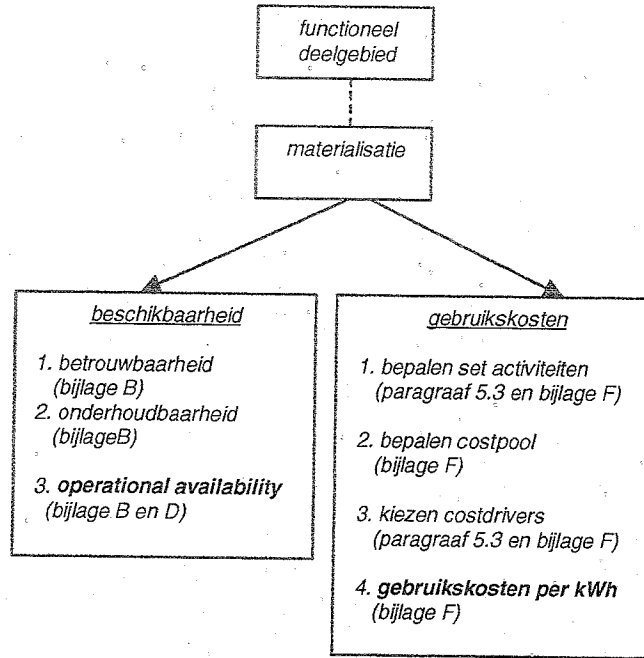 functioneel
deelgebied
materialisatie
beschikbaarheid
1. betrouwbaarheid
(bijlage B)
2. onderhoudbaarheid
(bijlageB)
3. operational availability
(bijlage B en D)
gebruikskosten
1. bepalen set activiteiten
(paragraaf 5.3 en bijlage F)
2. bepalen costpool
(bijlage F)
3. kiezen costdrivers
(paragraaf 5.3 en bijlage F)
4. gebruikskosten per kWh
(bijlage F)